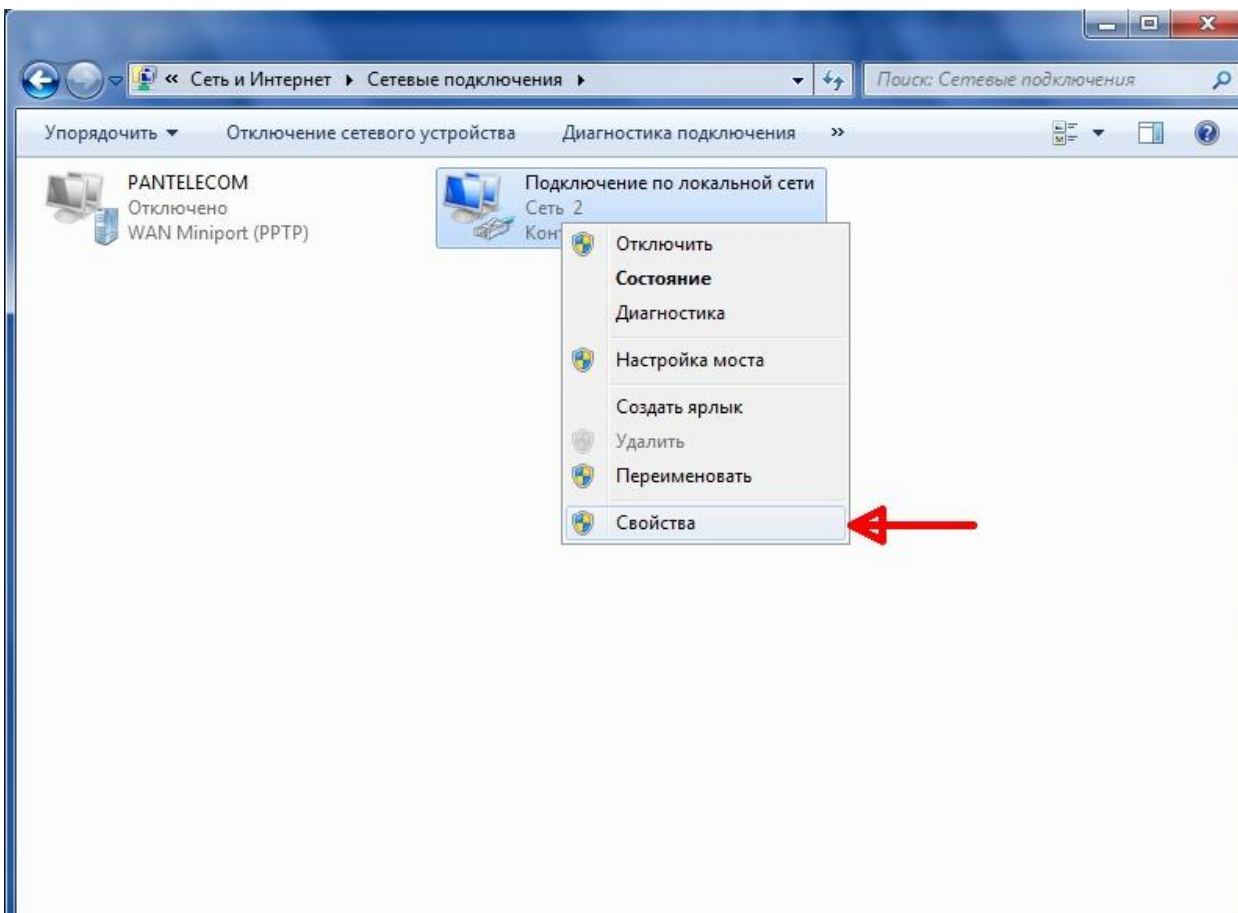 « Сеть и Интернет Сетевые подключения
Поиск: Сетевые подключения
Упорядочить Отключение сетевого устройства Диагностика подключения »
PANTELECOM
Отключено
WAN Miniport (PPTP)
Подключение по локальной сети
Сеть 2
Отключить
Состояние
Диагностика
Настройка моста
Создать ярлык
Удалить
Переименовать
Свойства